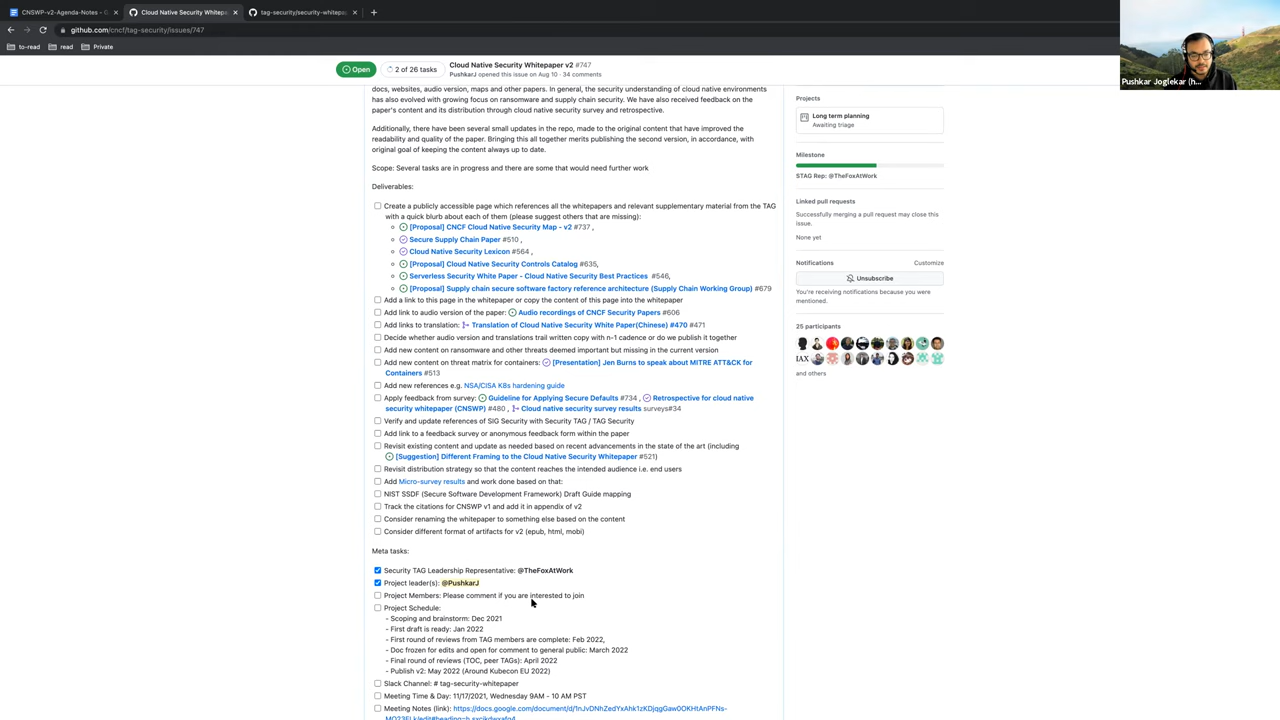 CNSWP-v2-Agenda-Notes - G
Cloud Native Security Whitepa
tag-security/security-whitepap
github.com/cncf/tag-security/issues/747
to-read
read
Private
Pushkar Joglekar (h...
Open
2 of 26 tasks
Cloud Native Security Whitepaper v2 #747
PushkarJ opened this issue on Aug 10 · 34 comments
docs, websites, audio version, maps and other papers. In general, the security understanding of cloud native environments
has also evolved with growing focus on ransomware and supply chain security. We have also received feedback on the
paper's content and its distribution through cloud native security survey and retrospective.
Additionally, there have been several small updates in the repo, made to the original content that have improved the
readability and quality of the paper. Bringing this all together merits publishing the second version, in accordance, with
original goal of keeping the content always up to date.
Scope: Several tasks are in progress and there are some that would need further work
Deliverables:
Create a publicly accessible page which references all the whitepapers and relevant supplementary material from the TAG
with a quick blurb about each of them (please suggest others that are missing):
[Proposal] CNCF Cloud Native Security Map - v2 #737 ,
Secure Supply Chain Paper #510 ,
Cloud Native Security Lexicon #564 ,
[Proposal] Cloud Native Security Controls Catalog #635,
Serverless Security White Paper - Cloud Native Security Best Practices #546,
[Proposal] Supply chain secure software factory reference architecture (Supply Chain Working Group) #679
Add a link to this page in the whitepaper or copy the content of this page into the whitepaper
Add link to audio version of the paper: Audio recordings of CNCF Security Papers #606
Add links to translation: Translation of Cloud Native Security White Paper(Chinese) #470 #471
Decide whether audio version and translations trail written copy with n-1 cadence or do we publish it together
Add new content on ransomware and other threats deemed important but missing in the current version
Add new content on threat matrix for containers: [Presentation] Jen Burns to speak about MITRE ATT&CK for
Containers #513
Add new references e.g. NSA/CISA K8s hardening guide
Apply feedback from survey: Guideline for Applying Secure Defaults #734 , Retrospective for cloud native
security whitepaper (CNSWP) #480 , Cloud native security survey results surveys#34
Verify and update references of SIG Security with Security TAG / TAG Security
Add link to a feedback survey or anonymous feedback form within the paper
Revisit existing content and update as needed based on recent advancements in the state of the art (including
[Suggestion] Different Framing to the Cloud Native Security Whitepaper #521)
Revisit distribution strategy so that the content reaches the intended audience i.e. end users
Add Micro-survey results and work done based on that:
NIST SSDF (Secure Software Development Framework) Draft Guide mapping
Track the citations for CNSWP v1 and add it in appendix of v2
Consider renaming the whitepaper to something else based on the content
Consider different format of artifacts for v2 (epub, html, mobi)
Meta tasks:
Security TAG Leadership Representative: @TheFoxAtWork
Project leader(s): @PushkarJ
Project Members: Please comment if you are interested to join
Project Schedule:
- Scoping and brainstorm: Dec 2021
- First draft is ready: Jan 2022
- First round of reviews from TAG members are complete: Feb 2022,
- Doc frozen for edits and open for comment to general public: March 2022
- Final round of reviews (TOC, peer TAGs): April 2022
- Publish v2: May 2022 (Around Kubecon EU 2022)
Slack Channel: # tag-security-whitepaper
Meeting Time & Day: 11/17/2021, Wednesday 9AM - 10 AM PST
Meeting Notes (link):
Projects
Long term planning
Awaiting triage
Milestone
STAG Rep: @TheFoxAtWork
Linked pull requests
Successfully merging a pull request may close this
issue.
None yet
Notifications
Customize
Unsubscribe
You're receiving notifications because you were
mentioned.
25 participants
IAX
and others